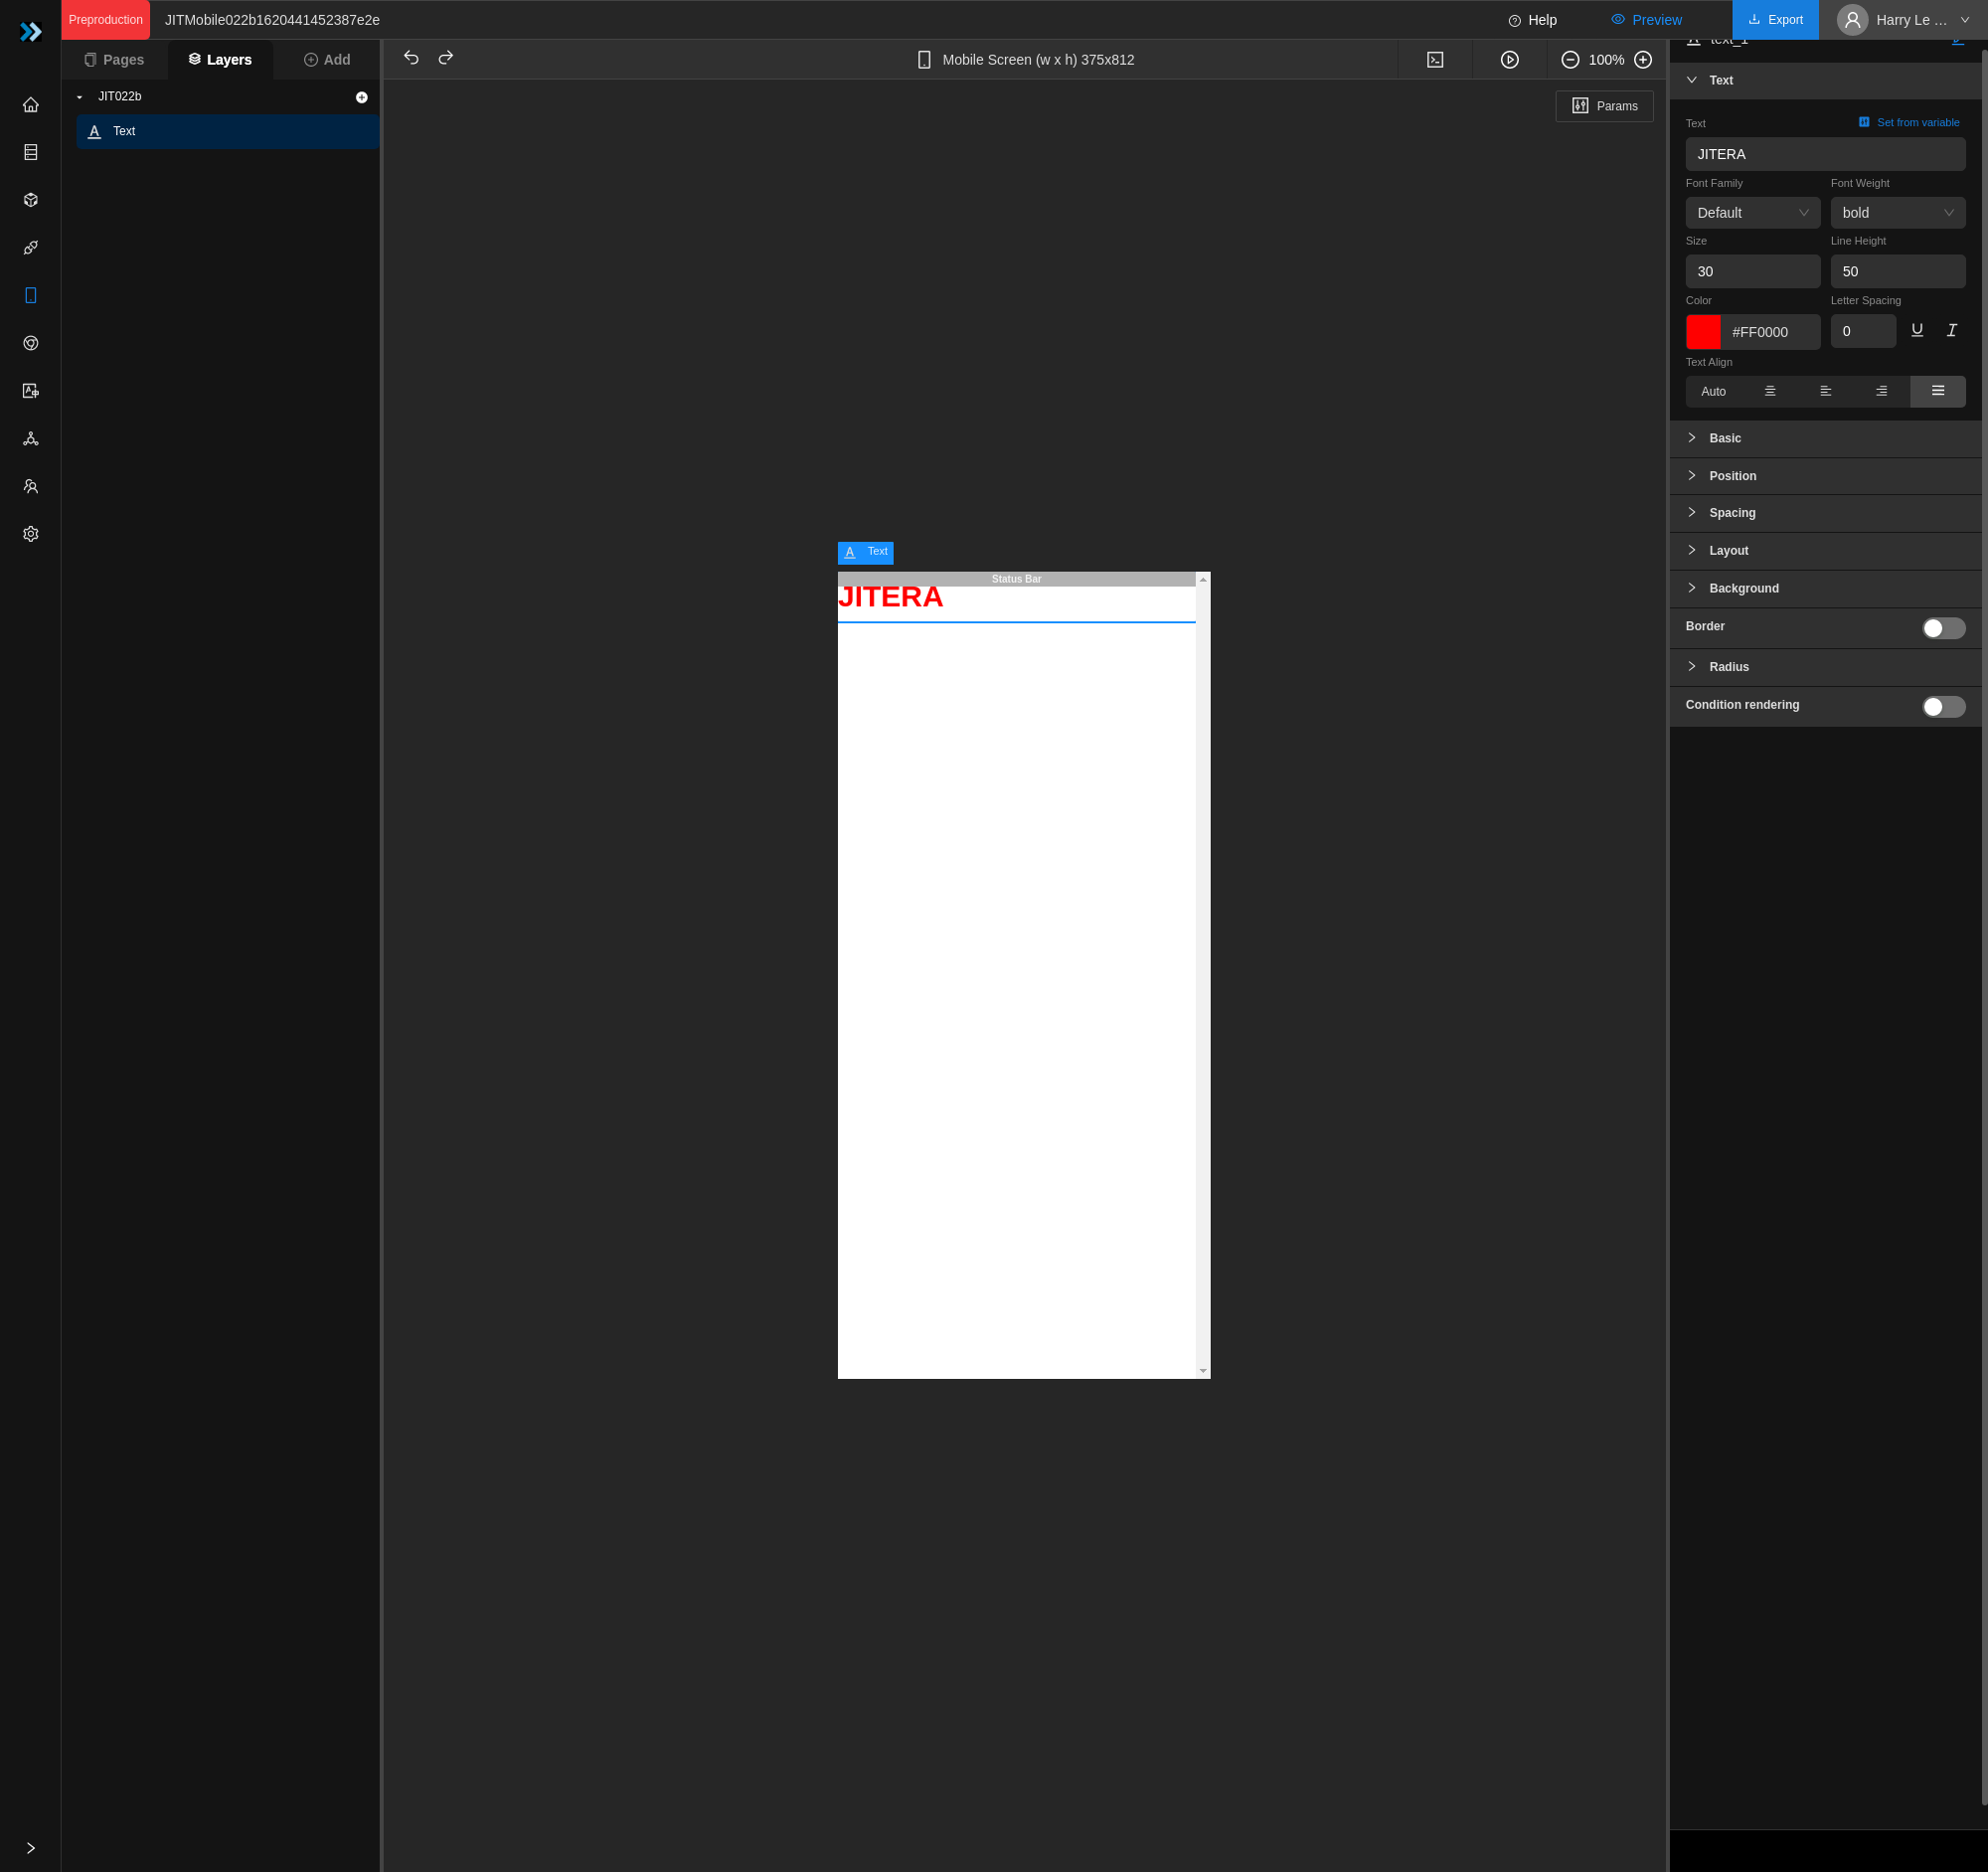 Preproduction
JITMobile022b1620441452387e2e
Help
Preview
Export
Harry Le ...
Pages
Layers
Add
Mobile Screen (w x h) 375x812
100%
text_1
JIT022b
Text
Params
Text
Text
Set from variable
JITERA
Font Family
Font Weight
Default
bold
Size
Line Height
30
50
Color
Letter Spacing
#FF0000
0
Text Align
Auto
Basic
Position
Spacing
Layout
Background
Border
Radius
Condition rendering
Text
Status Bar
JITERA